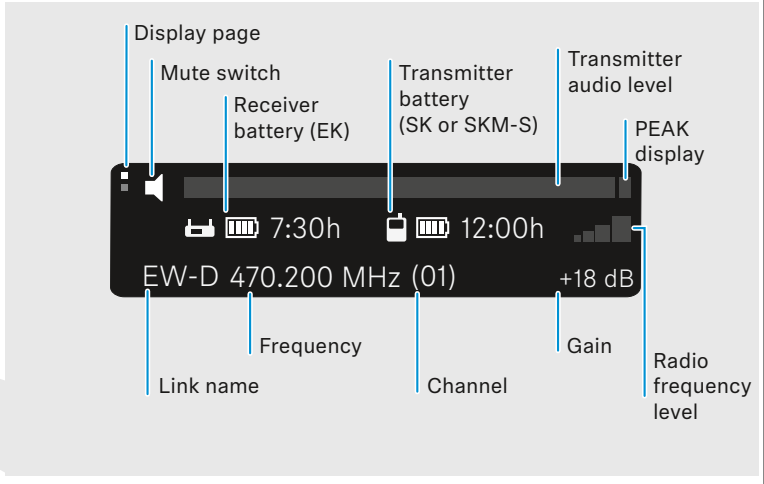 Display page
Mute switch
Receiver
battery (EK)
Transmitter
battery
(SK or SKM-S)
Transmitter
audio level
PEAK
display
7:30h
12:00h
EW-D 470.200 MHz (01)
+18 dB
Frequency
Gain
Link name
Channel
Radio
frequency
level